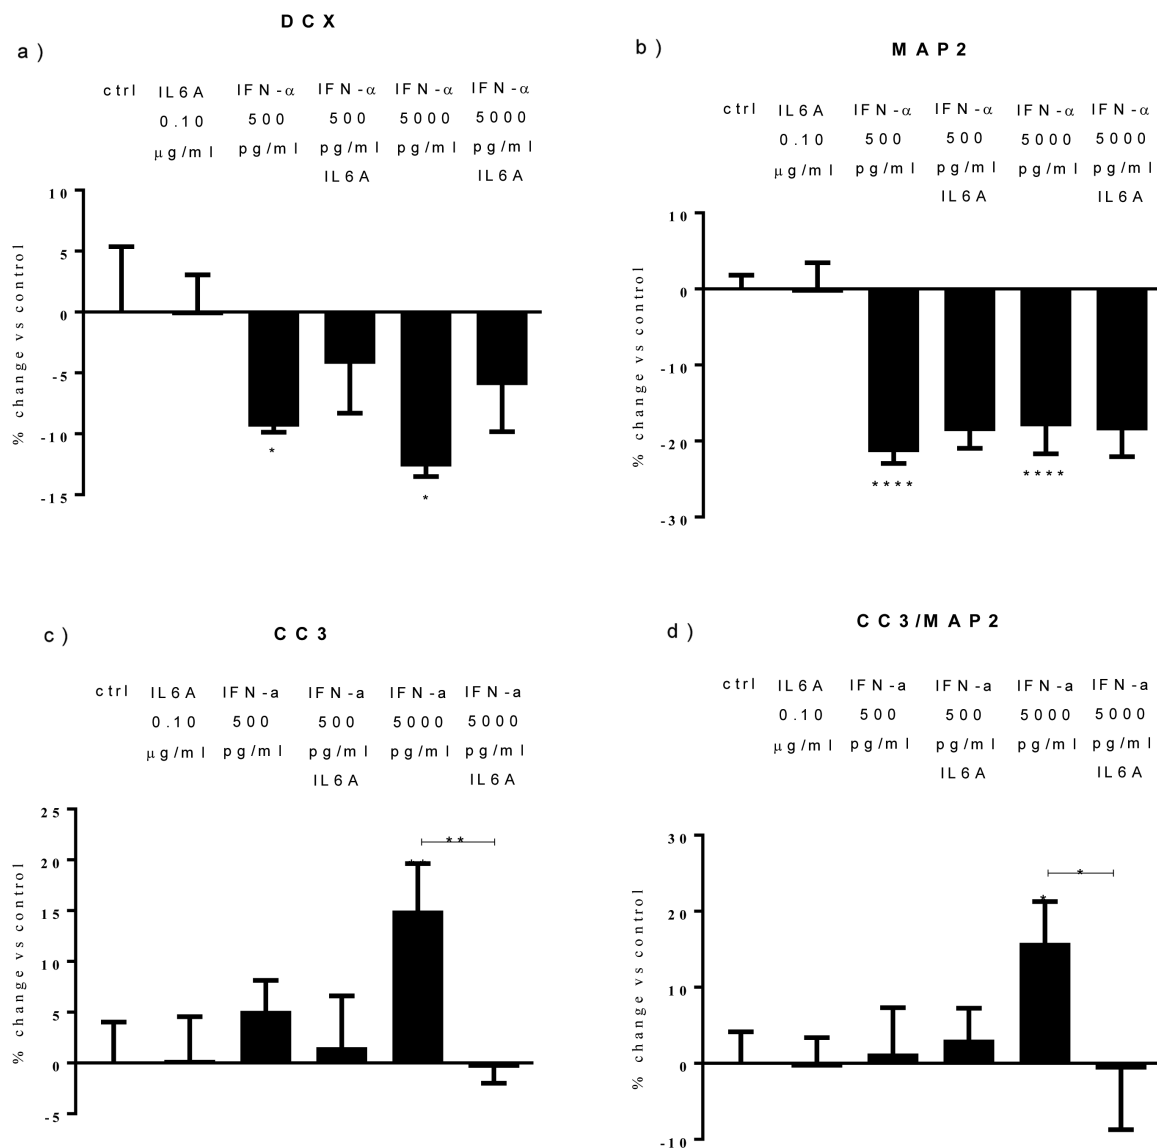 DCX
a)
ctrl IL6A IFN-α IFN-α IFN-α IFN-α
0.10 500 500 5000 5000
μg/ml pg/ml pg/ml pg/ml pg/ml
IL6A IL6A
10
5
0
-5
-10
-15
% change vs control
*
*
MAP2
b)
ctrl IL6A IFN-α IFN-α IFN-α IFN-α
0.10 500 500 5000 5000
μg/ml pg/ml pg/ml pg/ml pg/ml
IL6A IL6A
10
0
-10
-20
-30
% change vs control
****
****
CC3
c)
ctrl IL6A IFN-a IFN-a IFN-a IFN-a
0.10 500 500 5000 5000
μg/ml pg/ml pg/ml pg/ml pg/ml
IL6A IL6A
25
20
15
10
5
0
-5
% change vs control
**
CC3/MAP2
d)
ctrl IL6A IFN-a IFN-a IFN-a IFN-a
0.10 500 500 5000 5000
μg/ml pg/ml pg/ml pg/ml pg/ml
IL6A IL6A
30
20
10
0
-10
% change vs control
*
*